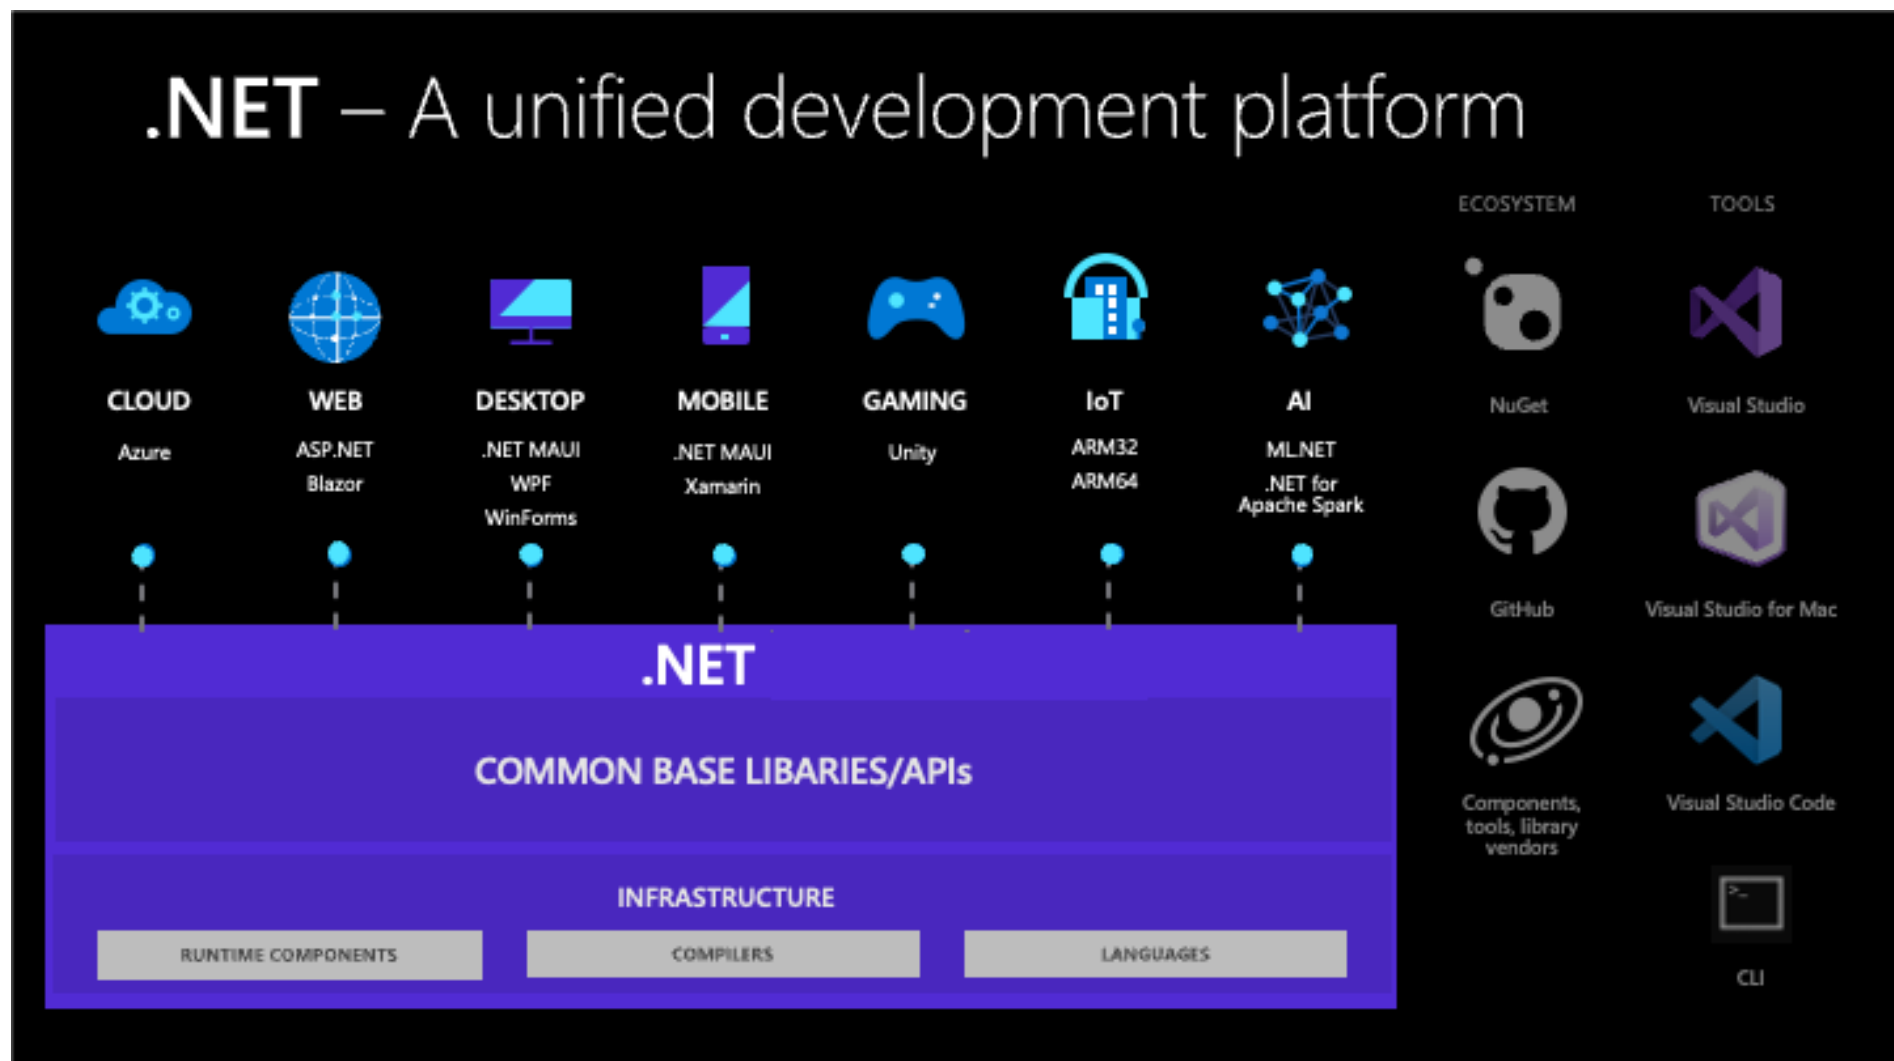 .NET – A unified development platform
ECOSYSTEM
TOOLS
CLOUD
Azure
WEB
ASP.NET
Blazor
DESKTOP
.NET MAUI
WPF
WinForms
MOBILE
.NET MAUI
Xamarin
GAMING
Unity
IoT
ARM32
ARM64
AI
ML.NET
.NET for
Apache Spark
NuGet
GitHub
Components,
tools, library
vendors
Visual Studio
Visual Studio for Mac
Visual Studio Code
>_
CLI
.NET
COMMON BASE LIBARIES/APIs
INFRASTRUCTURE
RUNTIME COMPONENTS
COMPILERS
LANGUAGES